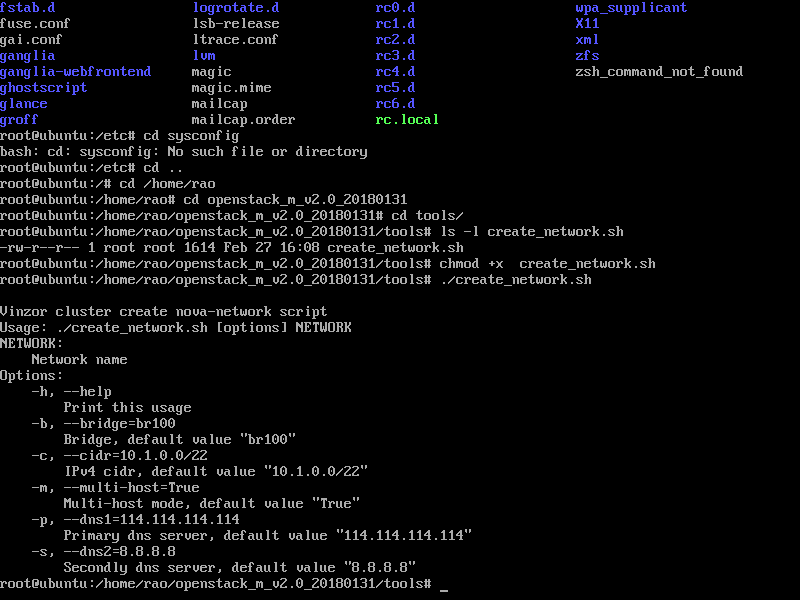 fstab.d                 logrotate.d            rc0.d                    wpa_supplicant
fuse.conf               lsb-release            rc1.d                    X11
gai.conf                ltrace.conf            rc2.d                    xml
ganglia                 lvm                    rc3.d                    zfs
ganglia-webfrontend     magic                  rc4.d                    zsh_command_not_found
ghostscript             magic.mime             rc5.d
glance                  mailcap                rc6.d
groff                   mailcap.order          rc.local
root@ubuntu:/etc# cd sysconfig
bash: cd: sysconfig: No such file or directory
root@ubuntu:/etc# cd ..
root@ubuntu:/# cd /home/rao
root@ubuntu:/home/rao# cd openstack_m_v2.0_20180131
root@ubuntu:/home/rao/openstack_m_v2.0_20180131# cd tools/
root@ubuntu:/home/rao/openstack_m_v2.0_20180131/tools# ls -l create_network.sh
-rw-r--r-- 1 root root 1614 Feb 27 16:08 create_network.sh
root@ubuntu:/home/rao/openstack_m_v2.0_20180131/tools# chmod +x  create_network.sh
root@ubuntu:/home/rao/openstack_m_v2.0_20180131/tools# ./create_network.sh

Vinzor cluster create nova-network script
Usage: ./create_network.sh [options] NETWORK
NETWORK:
    Network name
Options:
    -h, --help
        Print this usage
    -b, --bridge=br100
        Bridge, default value "br100"
    -c, --cidr=10.1.0.0/22
        IPv4 cidr, default value "10.1.0.0/22"
    -m, --multi-host=True
        Multi-host mode, default value "True"
    -p, --dns1=114.114.114.114
        Primary dns server, default value "114.114.114.114"
    -s, --dns2=8.8.8.8
        Secondly dns server, default value "8.8.8.8"
root@ubuntu:/home/rao/openstack_m_v2.0_20180131/tools# _